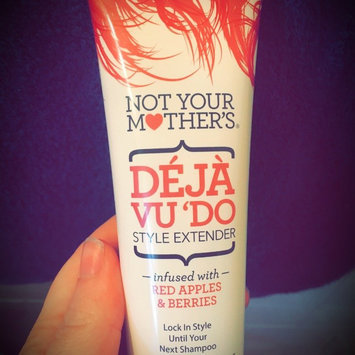 NOT YOUR
MOTHER'S®
DÉJÀ
VU 'DO
STYLE EXTENDER
infused with
RED APPLES
& BERRIES
Lock In Style
Until Your
Next Shampoo